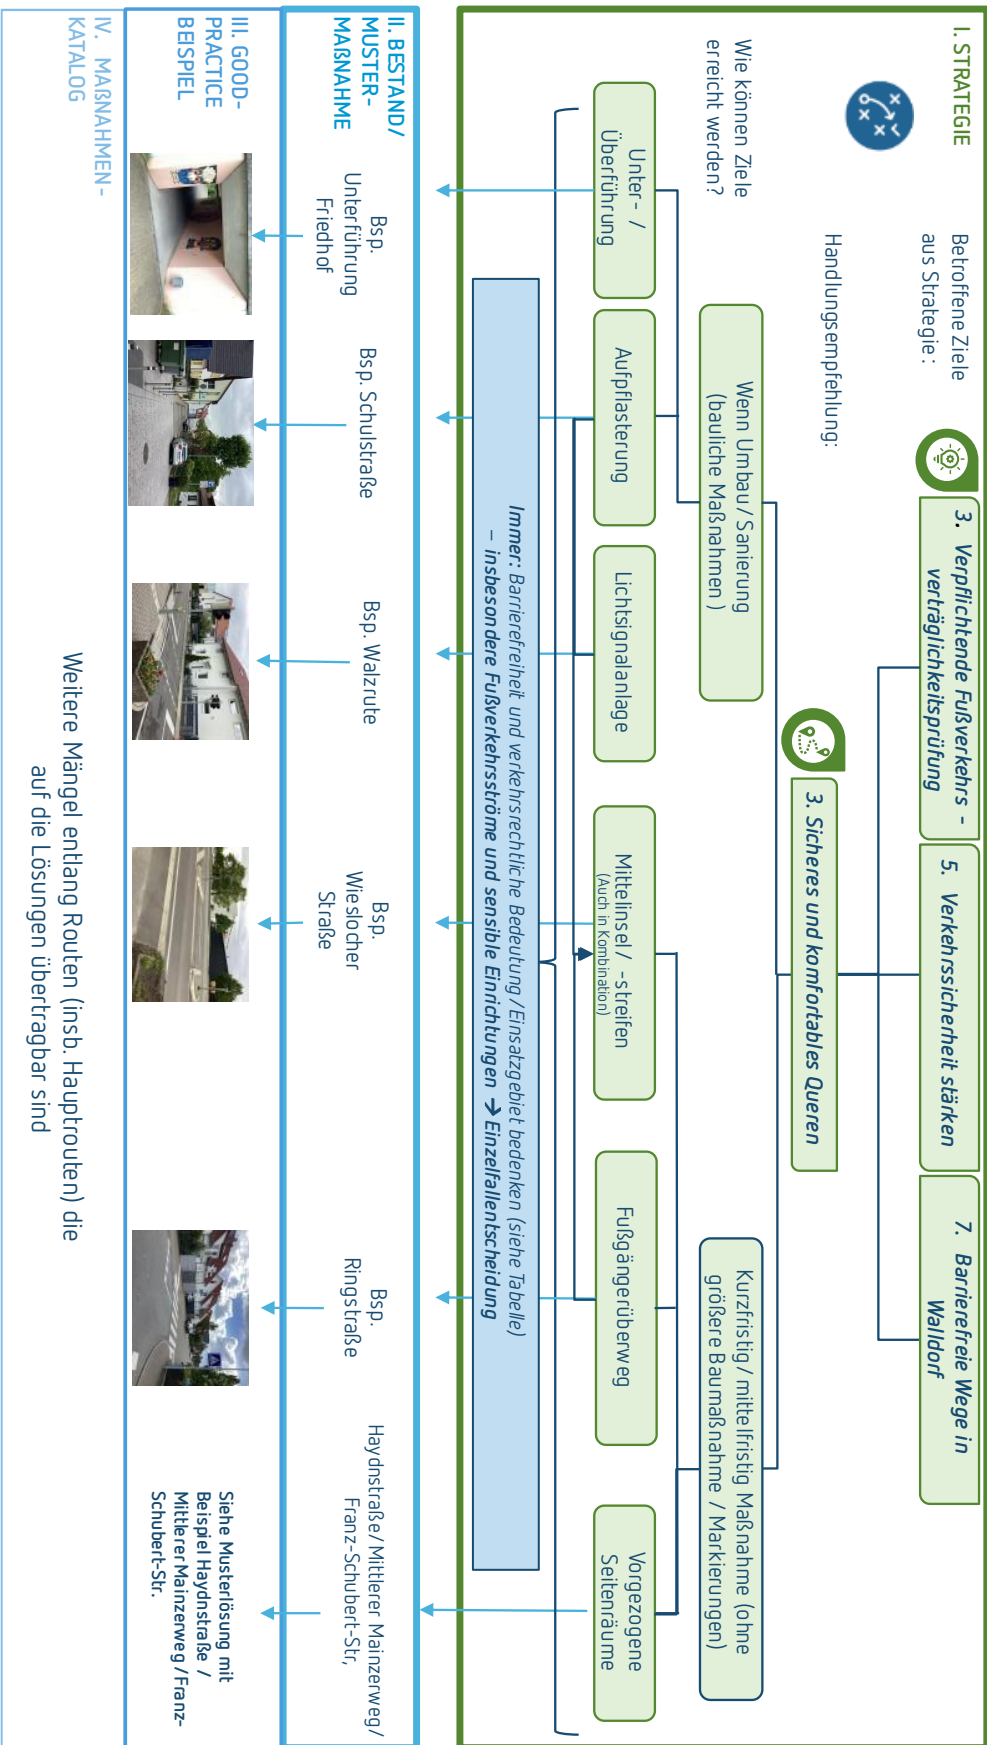 I. STRATEGIE
Betroffene Ziele
aus Strategie :
3. Verpflichtende Fußverkehrs -
verträglichkeitsprüfung
5. Verkehrssicherheit stärken
7. Barrierefreie Wege in
Walldorf
Handlungsempfehlung:
3. Sicheres und komfortables Queren
Wie können Ziele
erreicht werden?
Wenn Umbau / Sanierung
(bauliche Maßnahmen )
Kurzfristig / mittelfristig Maßnahme (ohne
größere Baumaßnahme / Markierungen)
Unter- /
Überführung
Aufpflasterung
Lichtsignalanlage
Mittelinsel / -streifen
(Auch in Kombination)
Fußgängerüberweg
Vorgezogene
Seitenräume
Immer: Barrierefreiheit und verkehrsrechtliche Bedeutung / Einsatzgebiet bedenken (siehe Tabelle)
– insbesondere Fußverkehrsströme und sensible Einrichtungen → Einzelfallentscheidung
II. BESTAND/
MUSTER-
MAßNAHME
Bsp.
Unterführung
Friedhof
Bsp. Schulstraße
Bsp. Walzrute
Bsp.
Wieslocher
Straße
Bsp.
Ringstraße
Haydnstraße / Mittlerer Mainzerweg /
Franz-Schubert-Str,
III. GOOD-
PRACTICE
BEISPIEL
Siehe Musterlösung mit
Beispiel Haydnstraße /
Mittlerer Mainzerweg / Franz-
Schubert-Str.
IV. MAßNAHMEN-
KATALOG
Weitere Mängel entlang Routen (insb. Hauptrouten) die
auf die Lösungen übertragbar sind